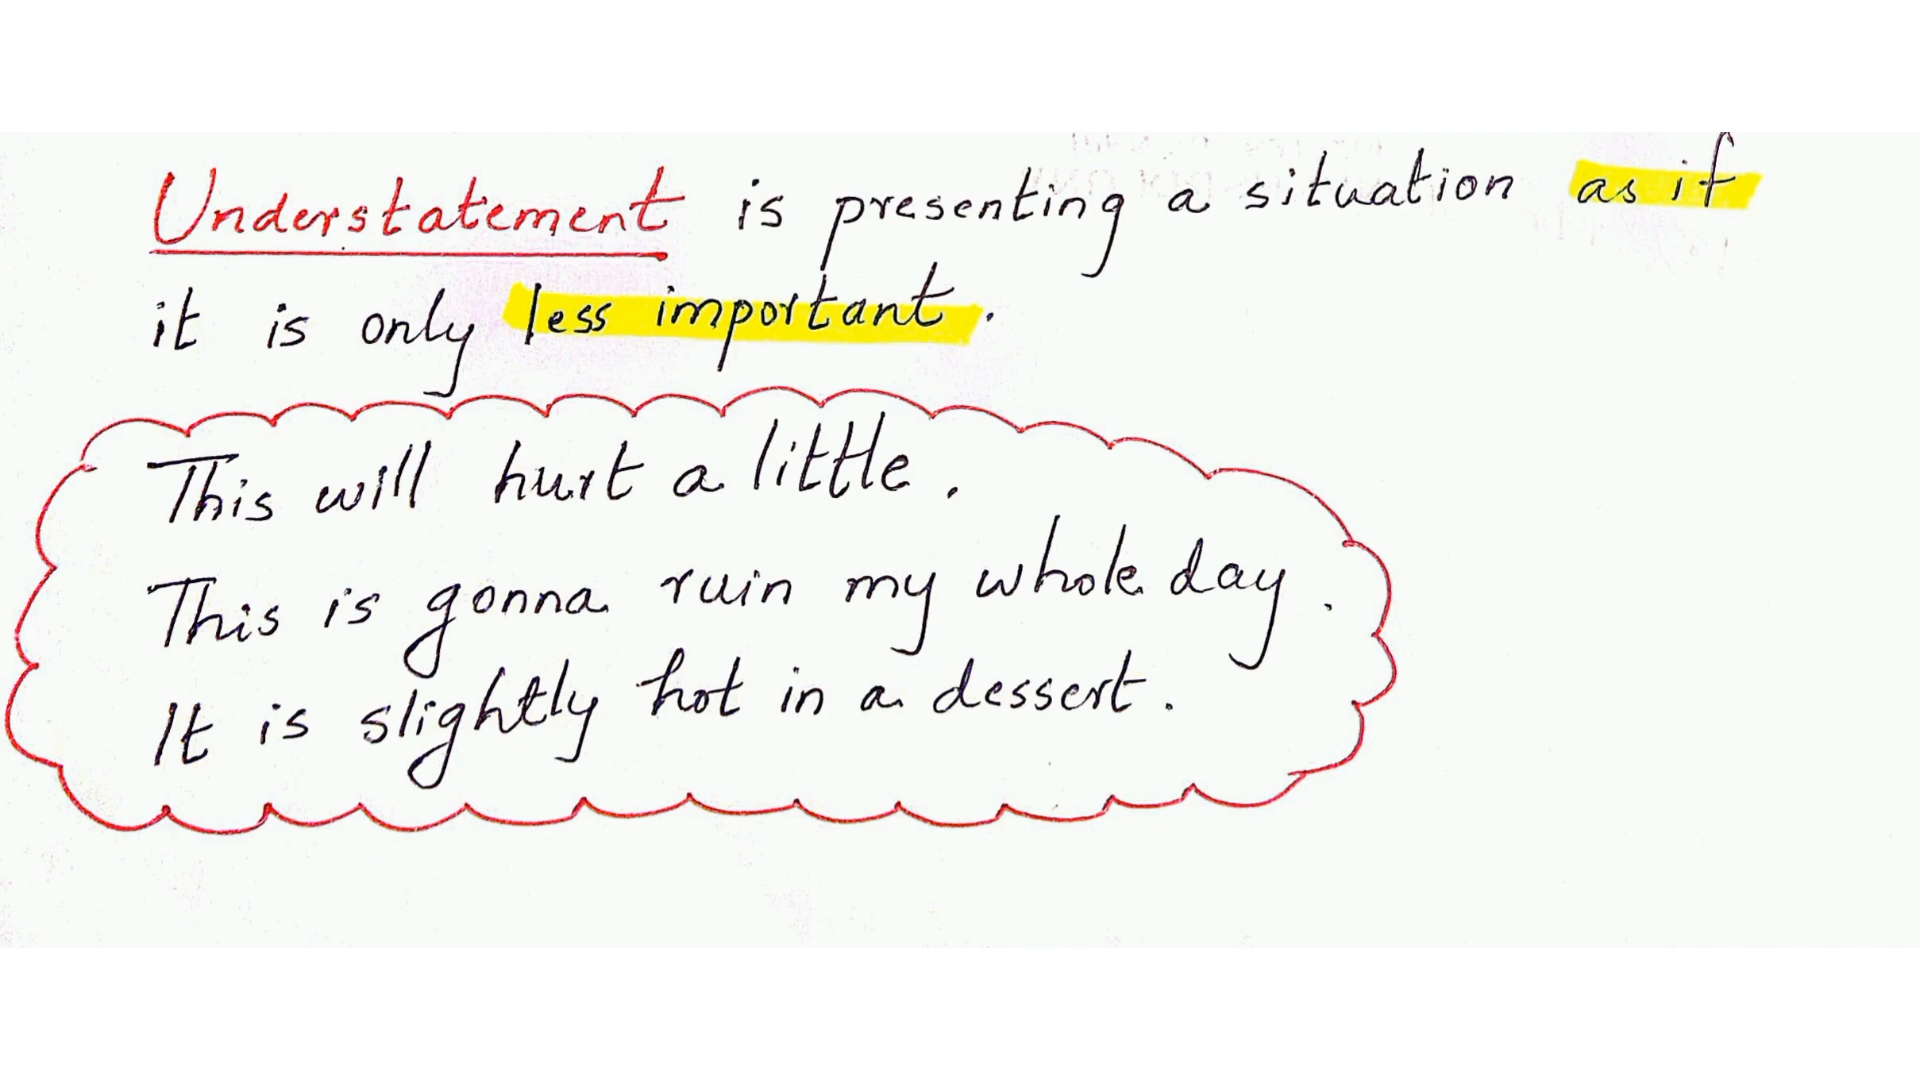 Understatement is presenting a situation as if
it is only less important.
This will hurt a little.
This is gonna ruin my whole day.
It is slightly hot in a dessert.